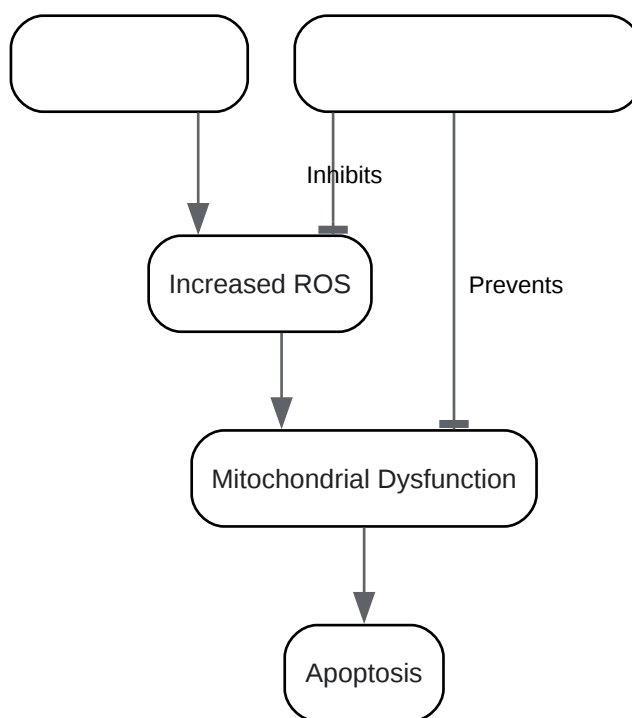 Inhibits
Increased ROS
Prevents
Mitochondrial Dysfunction
Apoptosis